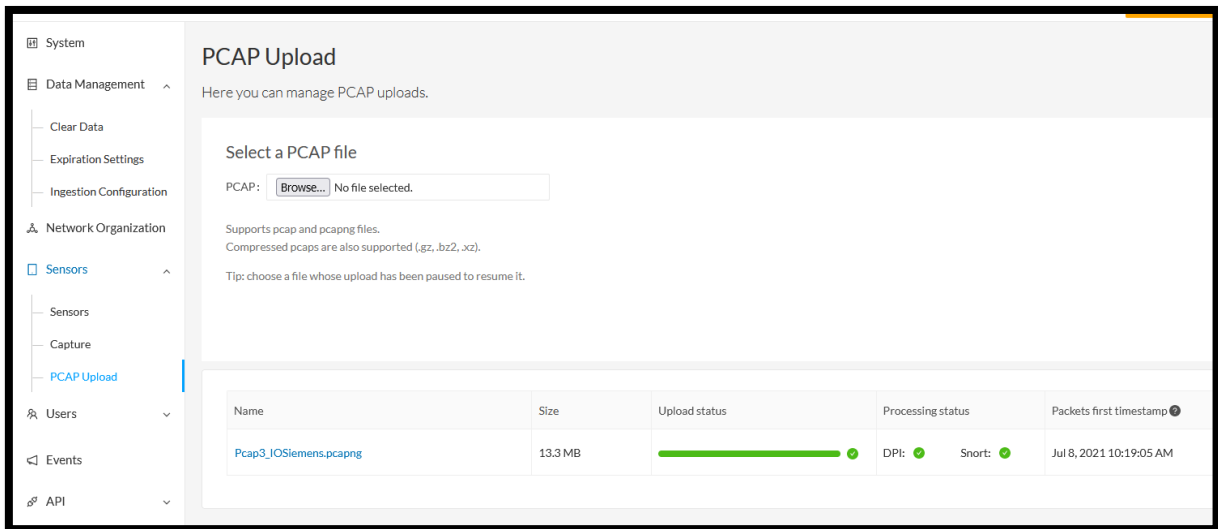 System
Data Management
Clear Data
Expiration Settings
Ingestion Configuration
Network Organization
Sensors
Sensors
Capture
PCAP Upload
Users
Events
API
PCAP Upload
Here you can manage PCAP uploads.
Select a PCAP file
PCAP: Browse... No file selected.
Supports pcap and pcapng files.
Compressed pcaps are also supported (.gz, .bz2, .xz).
Tip: choose a file whose upload has been paused to resume it.
Name Size Upload status Processing status Packets first timestamp
Pcap3_IOSiemens.pcapng 13.3 MB DPI: Snort: Jul 8, 2021 10:19:05 AM